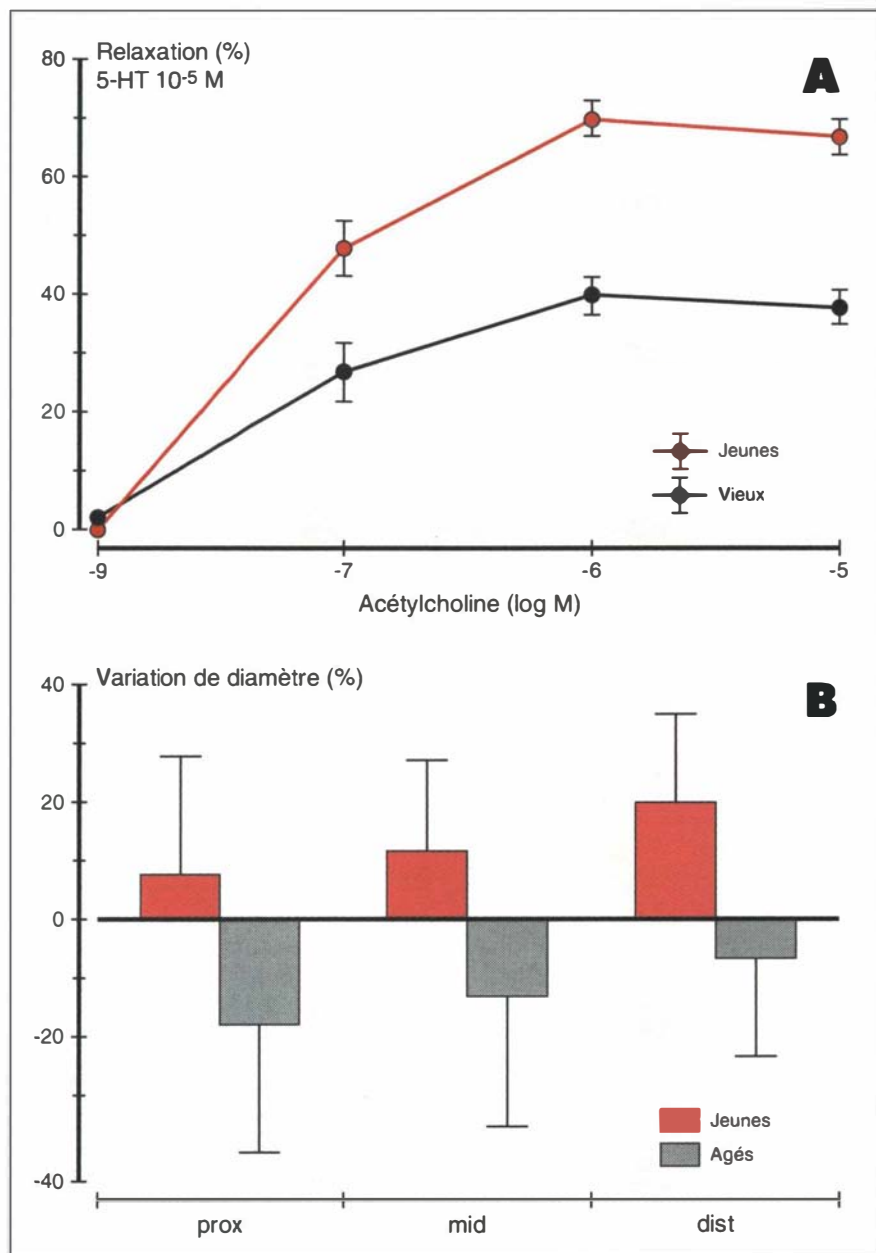 Relaxation (%)
5-HT 10-5 M
A
80
60
40
20
0
Jeunes
Vieux
-9
-7
-6
-5
Acétylcholine (log M)
Variation de diamètre (%)
B
40
20
0
-20
-40
Jeunes
Agés
prox
mid
dist